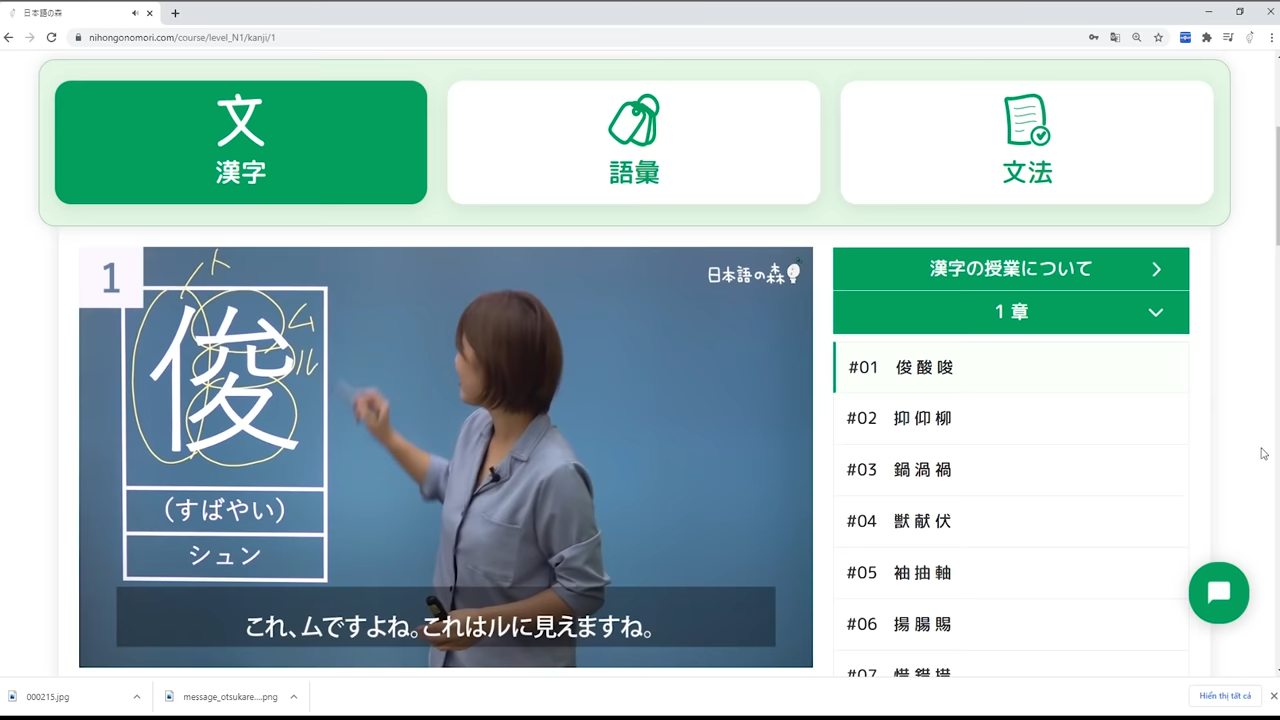 日本語の森
nihongonomori.com/course/level_N1/kanji/1
文
漢字
語彙
文法
1
日本語の森
イ
ム
ル
俊
(すばやい)
シュン
これ、ムですよね。これはルに見えますね。
漢字の授業について
1 章
#01 俊 酸 唆
#02 抑 仰 柳
#03 鍋 渦 禍
#04 獣 献 伏
#05 袖 抽 軸
#06 揚 腸 賜
#07
000215.jpg
message_otsukare....png
Hiển thị tất cả